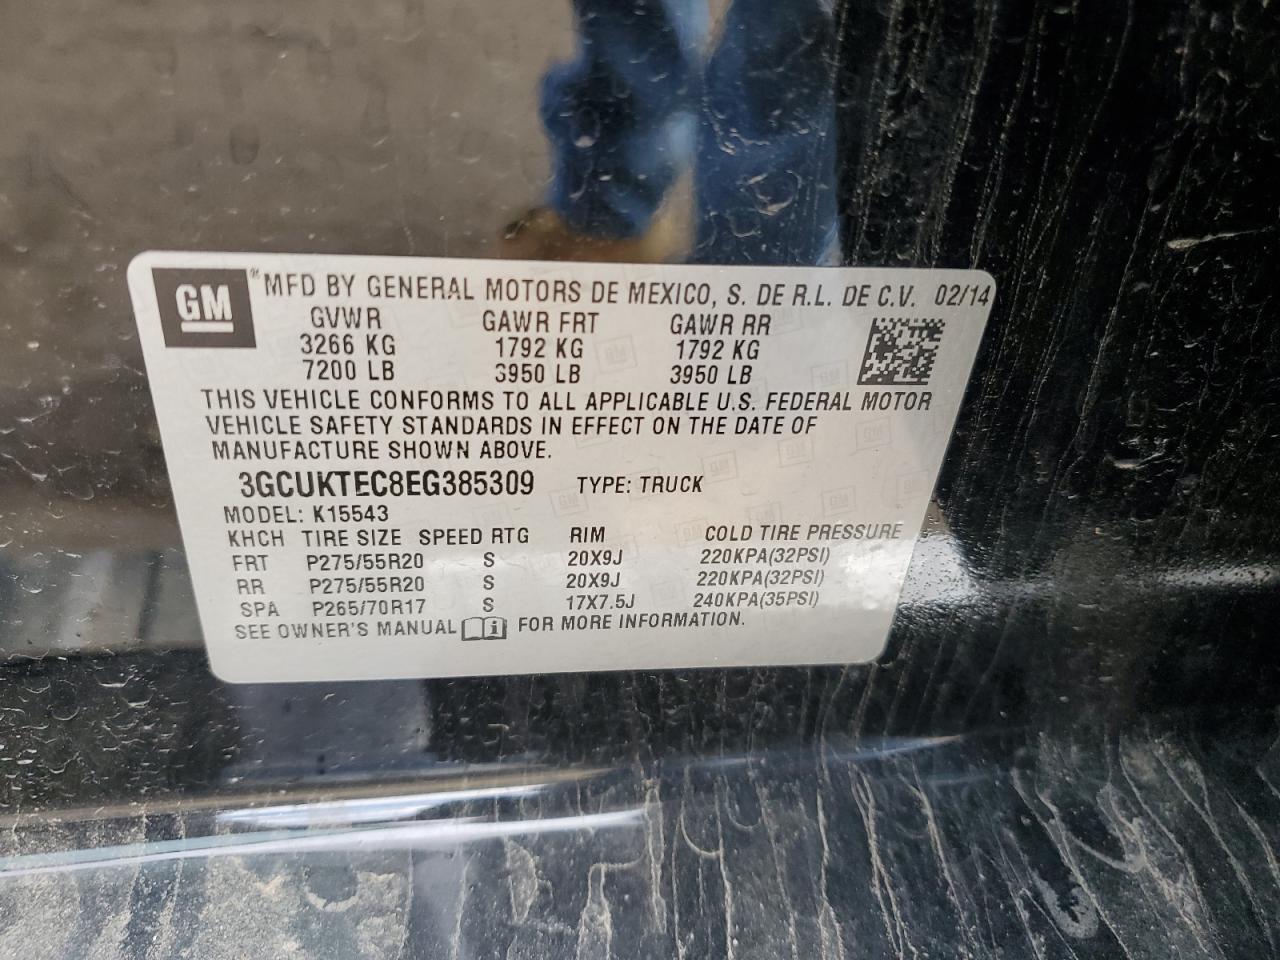 GM ® MFD BY GENERAL MOTORS DE MEXICO, S. DE R.L. DE C.V. 02/14
GVWR GAWR FRT GAWR RR
3266 KG 1792 KG 1792 KG
7200 LB 3950 LB 3950 LB
THIS VEHICLE CONFORMS TO ALL APPLICABLE U.S. FEDERAL MOTOR
VEHICLE SAFETY STANDARDS IN EFFECT ON THE DATE OF
MANUFACTURE SHOWN ABOVE.
3GCUKTEC8EG385309 TYPE: TRUCK
MODEL: K15543
KHCH TIRE SIZE SPEED RTG RIM COLD TIRE PRESSURE
FRT P275/55R20 S 20X9J 220KPA(32PSI)
RR P275/55R20 S 20X9J 220KPA(32PSI)
SPA P265/70R17 S 17X7.5J 240KPA(35PSI)
SEE OWNER'S MANUAL i FOR MORE INFORMATION.